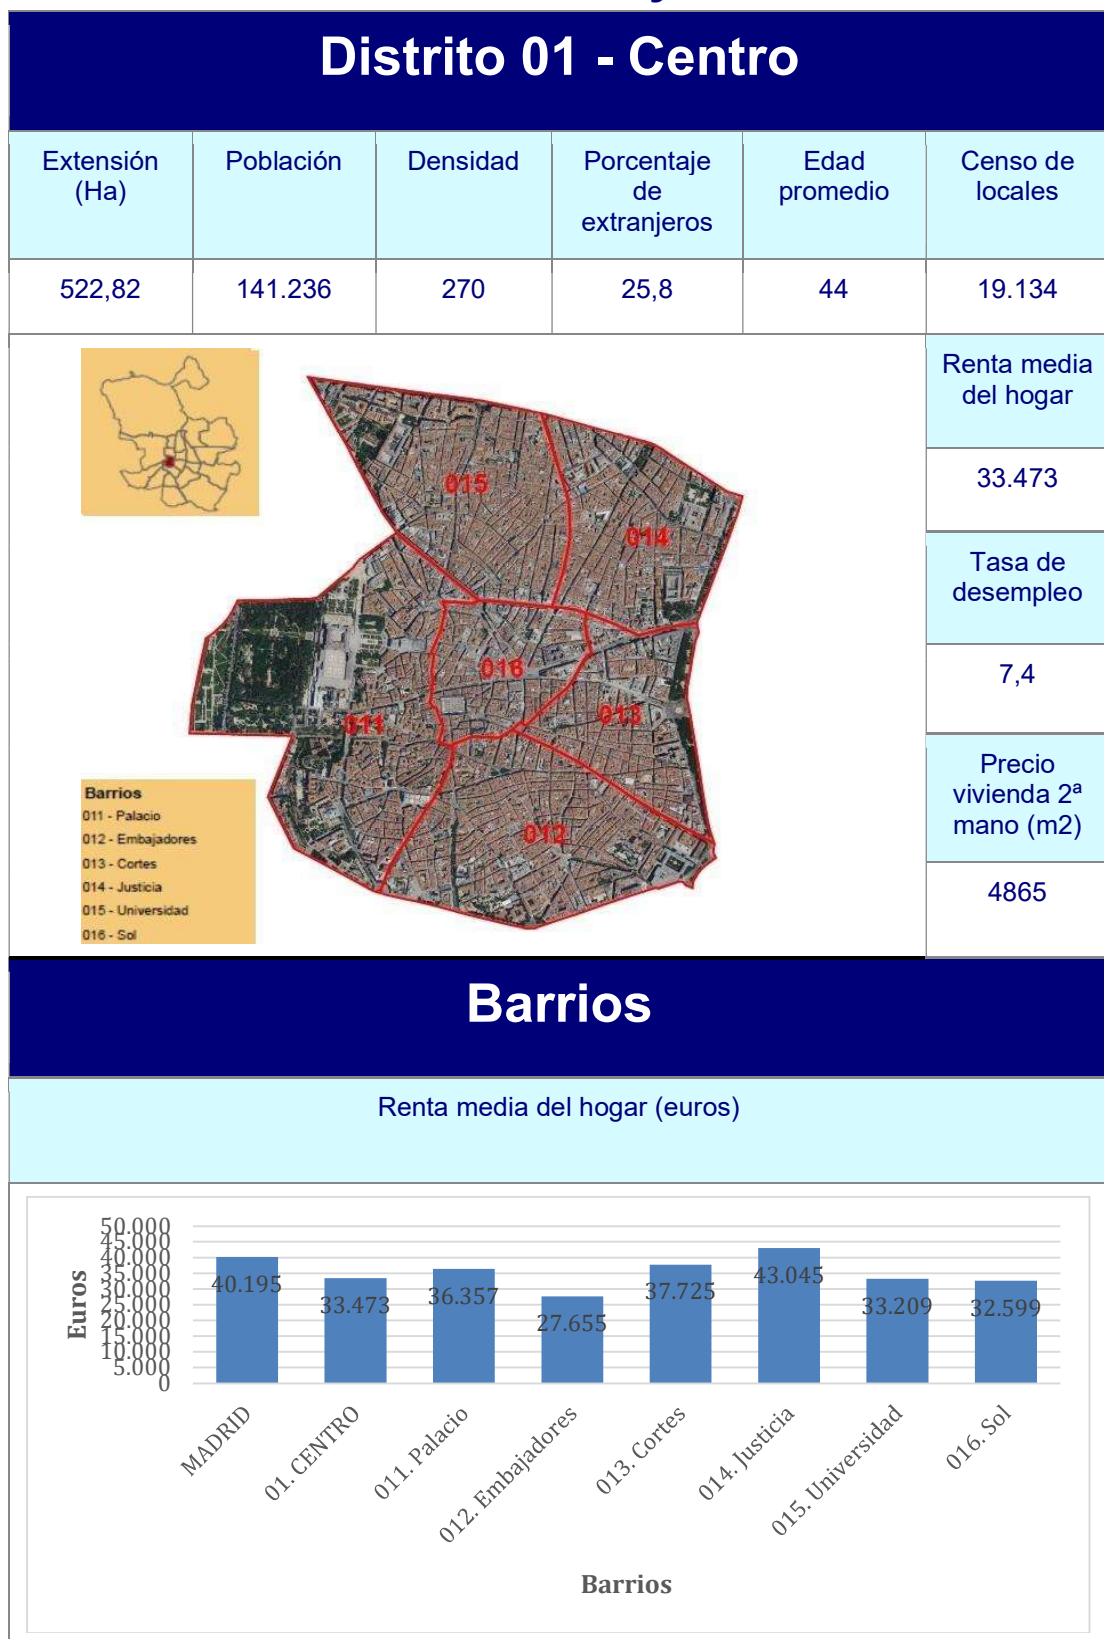 Distrito 01 - Centro
Extensión (Ha)
Población
Densidad
Porcentaje de extranjeros
Edad promedio
Censo de locales
522,82
141.236
270
25,8
44
19.134
Renta media del hogar
33.473
Tasa de desempleo
7,4
Precio vivienda 2ª mano (m2)
4865
015
014
016
013
011
012
Barrios
011 - Palacio
012 - Embajadores
013 - Cortes
014 - Justicia
015 - Universidad
016 - Sol
Barrios
Renta media del hogar (euros)
Euros
50.000
45.000
40.000
35.000
30.000
25.000
20.000
15.000
10.000
5.000
0
40.195
33.473
36.357
27.655
37.725
43.045
33.209
32.599
MADRID
01. CENTRO
011. Palacio
012. Embajadores
013. Cortes
014. Justicia
015. Universidad
016. Sol
Barrios